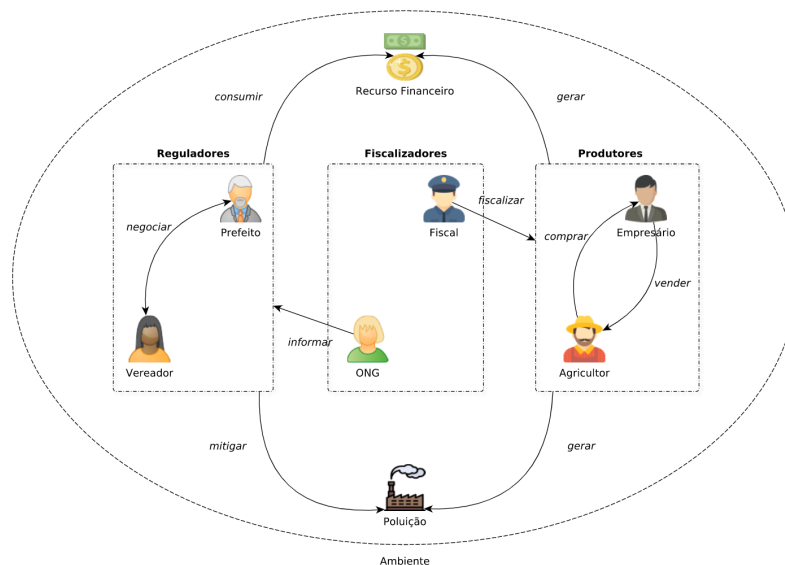 Recurso Financeiro
consumir
gerar
Reguladores
Fiscalizadores
Produtores
negociar
Prefeito
Fiscal
fiscalizar
comprar
Empresário
vender
informar
Vereador
ONG
Agricultor
mitigar
gerar
Poluição
Ambiente